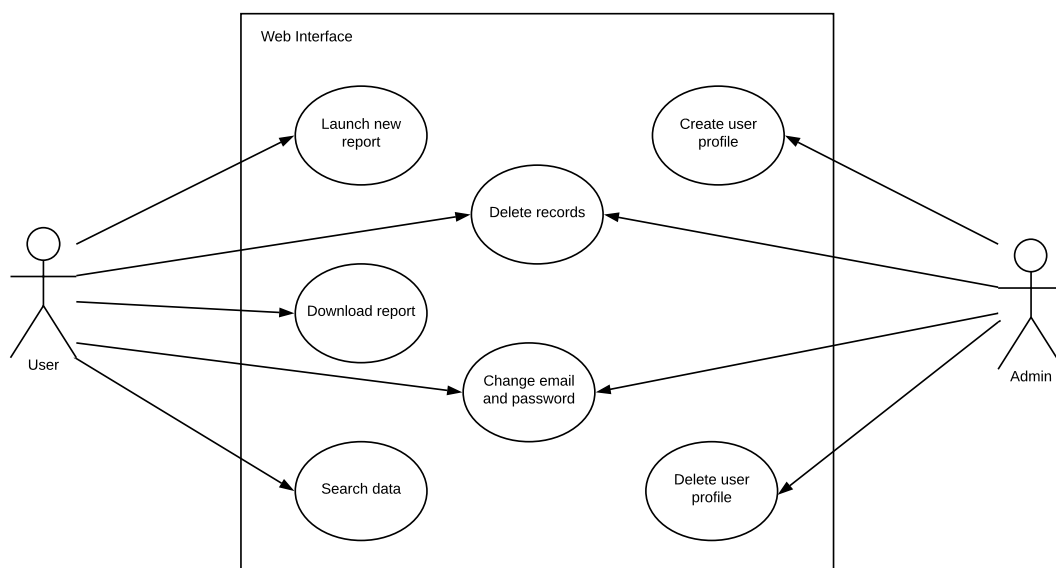 Web Interface
Launch new
report
Create user
profile
Delete records
Download report
User
Change email
and password
Admin
Search data
Delete user
profile